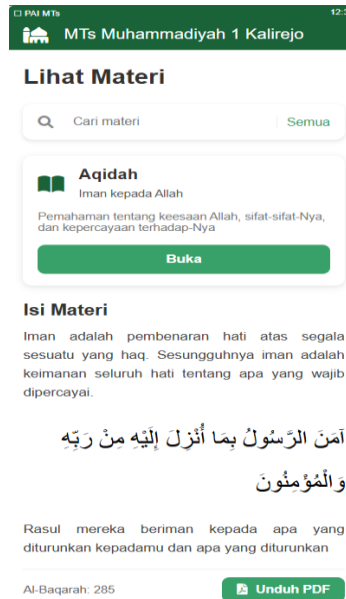 PAI MTs
MTs Muhammadiyah 1 Kalirejo
Lihat Materi
Cari materi
Semua
Aqidah
Iman kepada Allah
Pemahaman tentang keesaan Allah, sifat-sifat-Nya,
dan kepercayaan terhadap-Nya
Buka
Isi Materi
Iman adalah pembenaran hati atas segala
sesuatu yang haq. Sesungguhnya iman adalah
keimanan seluruh hati tentang apa yang wajib
dipercayai.
آمَنَ الرَّسُولُ بِمَا أُنْزِلَ إِلَيْهِ مِنْ رَبِّهِ
وَالْمُؤْمِنُونَ
Rasul mereka beriman kepada apa yang
diturunkan kepadamu dan apa yang diturunkan
Al-Baqarah: 285
Unduh PDF